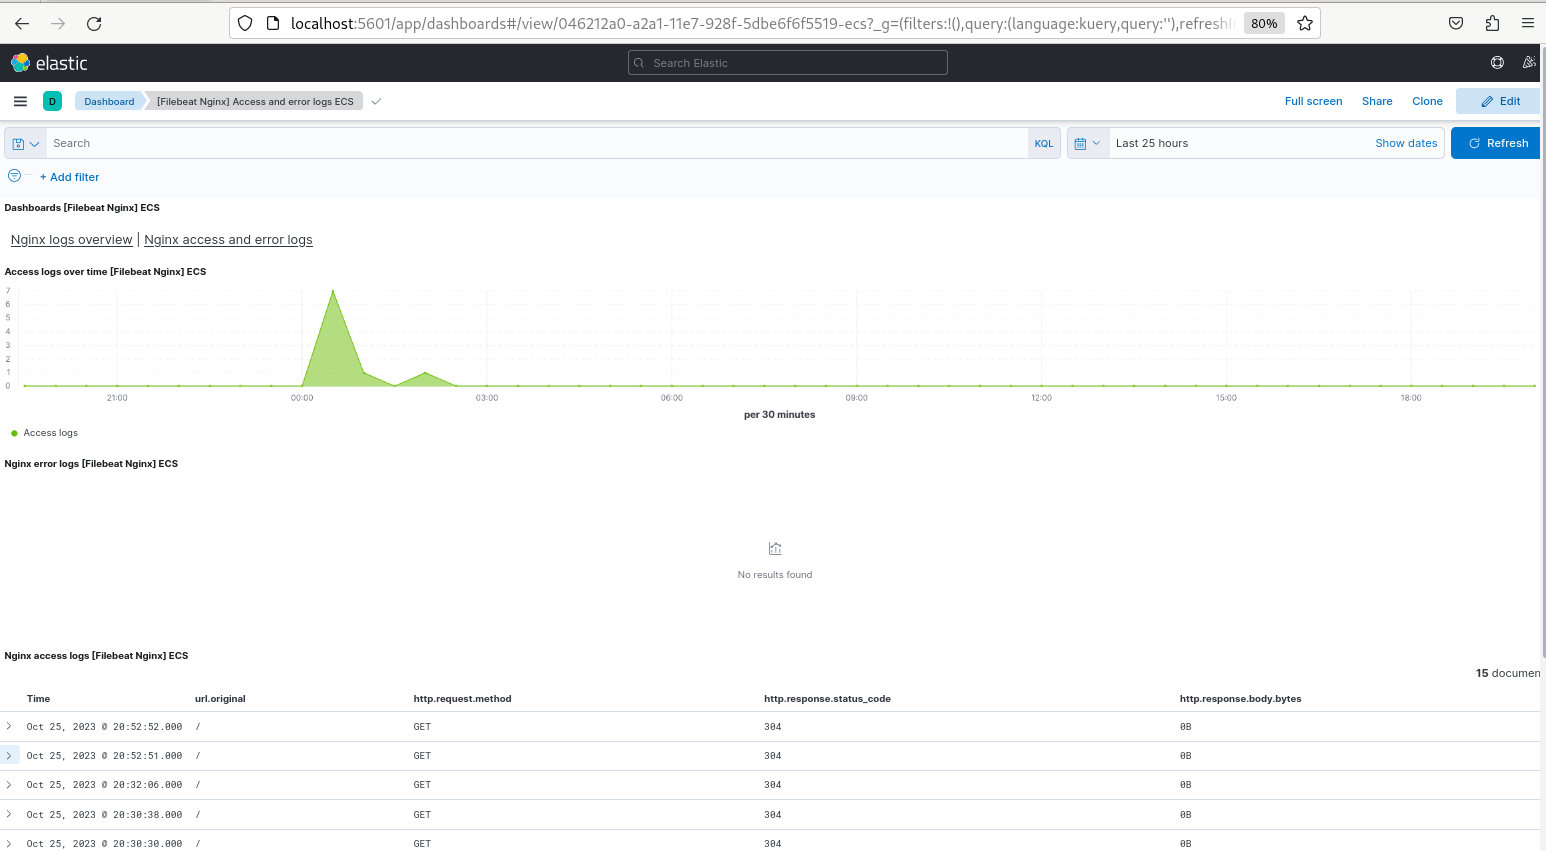 localhost:5601/app/dashboards#/view/046212a0-a2a1-11e7-928f-5dbe6f6f5519-ecs?_g=(filters:!(),query:(language:kuery,query:''),refreshI
80%
elastic
Search Elastic
D
Dashboard
[Filebeat Nginx] Access and error logs ECS
Full screen
Share
Clone
Edit
Search
KQL
Last 25 hours
Show dates
Refresh
+ Add filter
Dashboards [Filebeat Nginx] ECS
Nginx logs overview | Nginx access and error logs
Access logs over time [Filebeat Nginx] ECS
7
6
5
4
3
2
1
0
21:00 00:00 03:00 06:00 09:00 12:00 15:00 18:00
per 30 minutes
Access logs
Nginx error logs [Filebeat Nginx] ECS
No results found
Nginx access logs [Filebeat Nginx] ECS
15 documen
Time url.original http.request.method http.response.status_code http.response.body.bytes
Oct 25, 2023 @ 20:52:52.000 / GET 304 0B
Oct 25, 2023 @ 20:52:51.000 / GET 304 0B
Oct 25, 2023 @ 20:32:06.000 / GET 304 0B
Oct 25, 2023 @ 20:30:38.000 / GET 304 0B
Oct 25, 2023 @ 20:30:30.000 / GET 304 0B